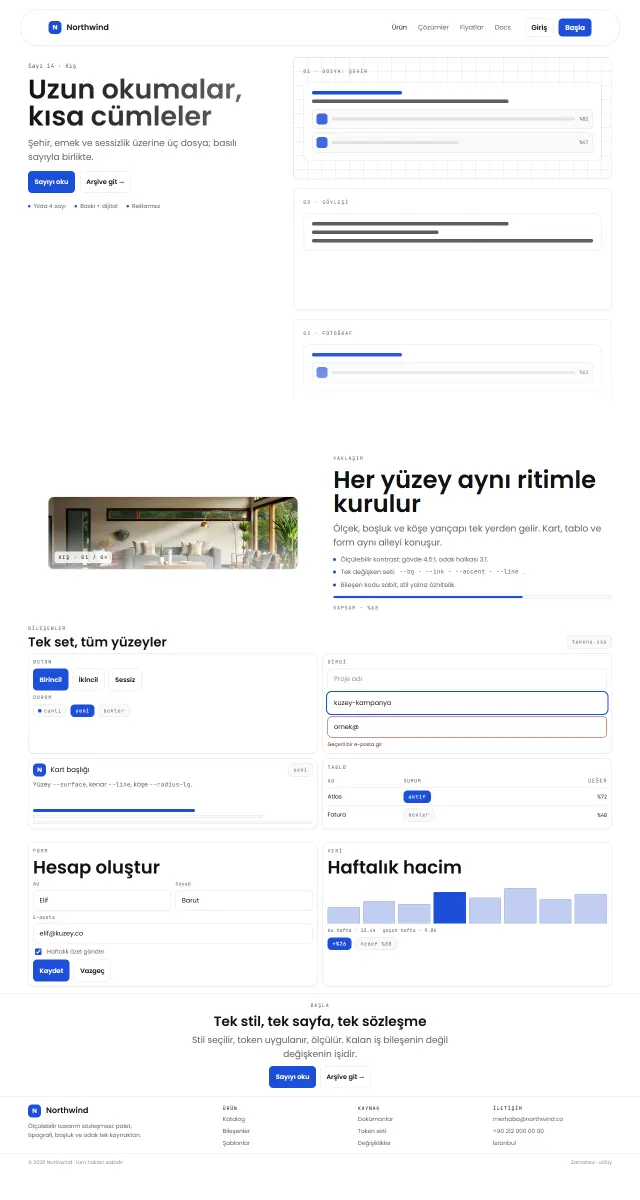 N Northwind
Ürün Çözümler Fiyatlar Docs Giriş Başla
Sayı 14 · Kış
Uzun okumalar,
kısa cümleler
Şehir, emek ve sessizlik üzerine üç dosya; basılı
sayıyla birlikte.
Sayıyı oku Arşive git →
Yılda 4 sayı Baskı + dijital Reklamsız
01 · DOSYA: ŞEHİR
%82
%47
02 · SÖYLEŞİ
03 · FOTOĞRAF
%63
KIŞ · 01 / 04
YAKLAŞIM
Her yüzey aynı ritimle
kurulur
Ölçek, boşluk ve köşe yarıçapı tek yerden gelir. Kart, tablo ve
form aynı aileyi konuşur.
Ölçülebilir kontrast: gövde 4.5:1, odak halkası 3:1.
Tek değişken seti: --bg · --ink · --accent · --line .
Bileşen kodu sabit, stil yalnız öznitelik.
KAPSAM · %68
BİLEŞENLER
Tek set, tüm yüzeyler
tokens.css
BUTON
Birincil İkincil Sessiz
DURUM
canlı yeni bekler
GİRDİ
Proje adı
kuzey-kampanya
ornek@
Geçerli bir e-posta gir
N Kart başlığı yeni
Yüzey --surface, kenar --line, köşe --radius-lg.
TABLO
AD DURUM DEĞER
Atlas aktif %72
Fatura bekler %40
FORM
Hesap oluştur
Ad Soyad
Elif Barut
E-posta
elif@kuzey.co
Haftalık özet gönder
Kaydet Vazgeç
VERİ
Haftalık hacim
bu hafta · 12.4k geçen hafta · 9.8k
+%26 hedef %80
BAŞLA
Tek stil, tek sayfa, tek sözleşme
Stil seçilir, token uygulanır, ölçülür. Kalan iş bileşenin değil
değişkenin işidir.
Sayıyı oku Arşive git →
N Northwind
Ölçülebilir tasarım sözleşmesi: palet,
tipografi, boşluk ve odak tek kaynaktan.
ÜRÜN
Katalog
Bileşenler
Şablonlar
KAYNAK
Dokümanlar
Token seti
Değişiklikler
İLETİŞİM
merhaba@northwind.co
+90 212 000 00 00
İstanbul
© 2026 Northwind · tüm hakları saklıdır
Zamansız · utility